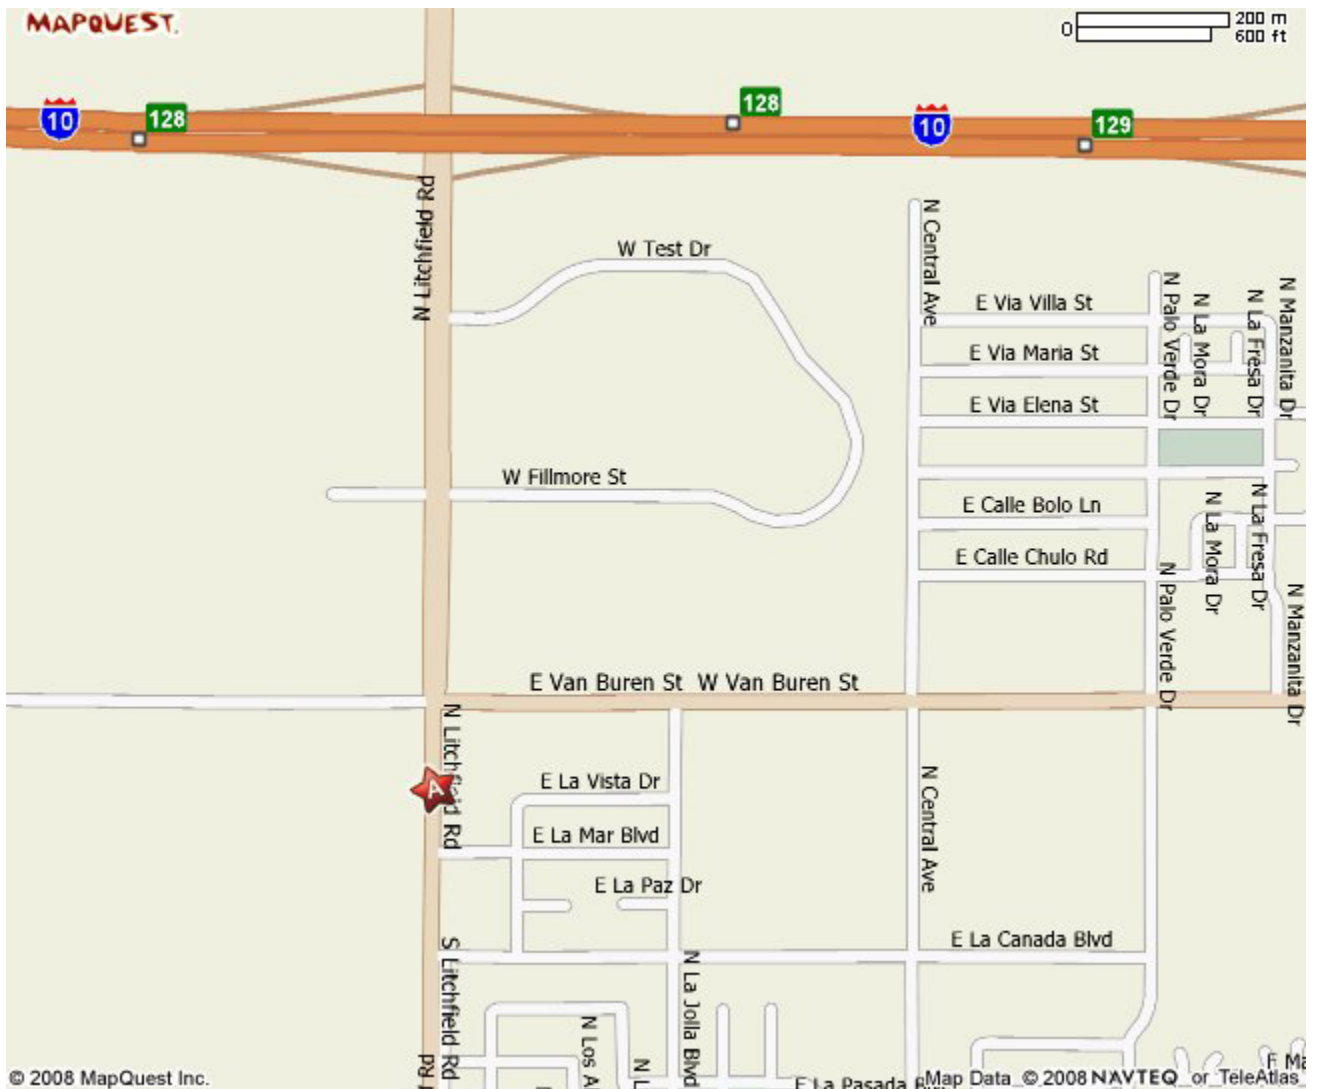 MAPQUEST.
0
200 m
600 ft
10
128
128
10
129
N Litchfield Rd
W Test Dr
N Central Ave
E Via Villa St
E Via Maria St
E Via Elena St
N Palo Verde Dr
N La Mora Dr
N La Fresa Dr
N Manzanita Dr
W Fillmore St
E Calle Bolo Ln
E Calle Chulo Rd
N La Mora Dr
N La Fresa Dr
N Palo Verde Dr
N Manzanita Dr
E Van Buren St
W Van Buren St
N Litchfield Rd
A
E La Vista Dr
E La Mar Blvd
E La Paz Dr
N Central Ave
E La Canada Blvd
S Litchfield Rd
N La Jolla Blvd
N Los A
N L
Rd
E La Pasada
© 2008 MapQuest Inc.
Map Data © 2008 NAVTEQ or TeleAtlas